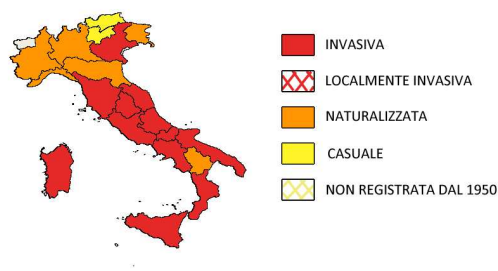 INVASIVA
LOCALMENTE INVASIVA
NATURALIZZATA
CASUALE
NON REGISTRATA DAL 1950